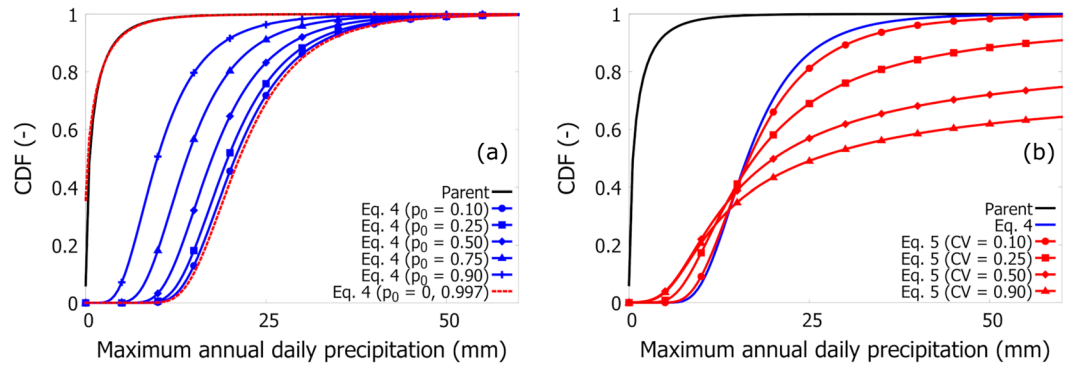 1
0.8
0.6
0.4
0.2
0
CDF (-)
(a)
Parent
Eq. 4 (p₀ = 0.10)
Eq. 4 (p₀ = 0.25)
Eq. 4 (p₀ = 0.50)
Eq. 4 (p₀ = 0.75)
Eq. 4 (p₀ = 0.90)
Eq. 4 (p₀ = 0, 0.997)
0 25 50
Maximum annual daily precipitation (mm)
1
0.8
0.6
0.4
0.2
0
CDF (-)
(b)
Parent
Eq. 4
Eq. 5 (CV = 0.10)
Eq. 5 (CV = 0.25)
Eq. 5 (CV = 0.50)
Eq. 5 (CV = 0.90)
0 25 50
Maximum annual daily precipitation (mm)